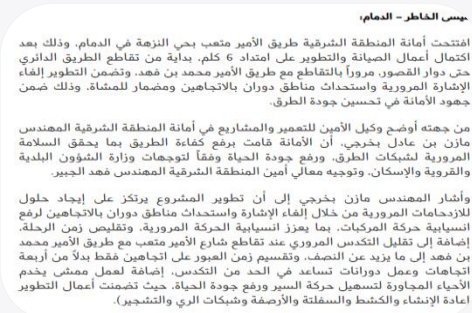 عيسى الخاطر – الدمام:
افتتحت أمانة المنطقة الشرقية طريق الأمير متعب بحي النزهة في الدمام، وذلك بعد
اكتمال أعمال الصيانة والتطوير على امتداد 6 كلم، بداية من تقاطع الطريق الدائري
حتى دوار القصور، مروراً بالتقاطع مع طريق الأمير محمد بن فهد، وتضمن التطوير إلغاء
الإشارة المرورية واستحداث مناطق دوران بالاتجاهين ومضمار للمشاة، وذلك ضمن
جهود الأمانة في تحسين جودة الطرق.
من جهته أوضح وكيل الأمين للتعمير والمشاريع في أمانة المنطقة الشرقية المهندس
مازن بن عادل بخرجي، أن الأمانة قامت برفع كفاءة الطريق بما يحقق السلامة
المرورية لشبكات الطرق، ورفع جودة الحياة وفقاً لتوجهات وزارة الشؤون البلدية
والقروية والإسكان، وتوجيه معالي أمين المنطقة الشرقية المهندس فهد الجبير.
وأشار المهندس مازن بخرجي إلى أن تطوير المشروع يرتكز على إيجاد حلول
للازدحامات المرورية من خلال إلغاء الإشارة واستحداث مناطق دوران بالاتجاهين لرفع
انسيابية حركة المركبات، بما يعزز انسيابية الحركة المرورية، وتقليص زمن الرحلة،
إضافة إلى تقليل التكدس المروري عند تقاطع شارع الأمير متعب مع طريق الأمير محمد
بن فهد إلى ما يزيد عن النصف، وتقسيم زمن العبور على اتجاهين فقط بدلاً من أربعة
اتجاهات وعمل دورانات تساعد في الحد من التكدس، إضافة لعمل ممشى يخدم
الأحياء المجاورة لتسهيل حركة السير ورفع جودة الحياة، حيث تضمنت أعمال التطوير
اعادة الإنشاء والكشط والسفلتة والأرصفة وشبكات الري والتشجير).